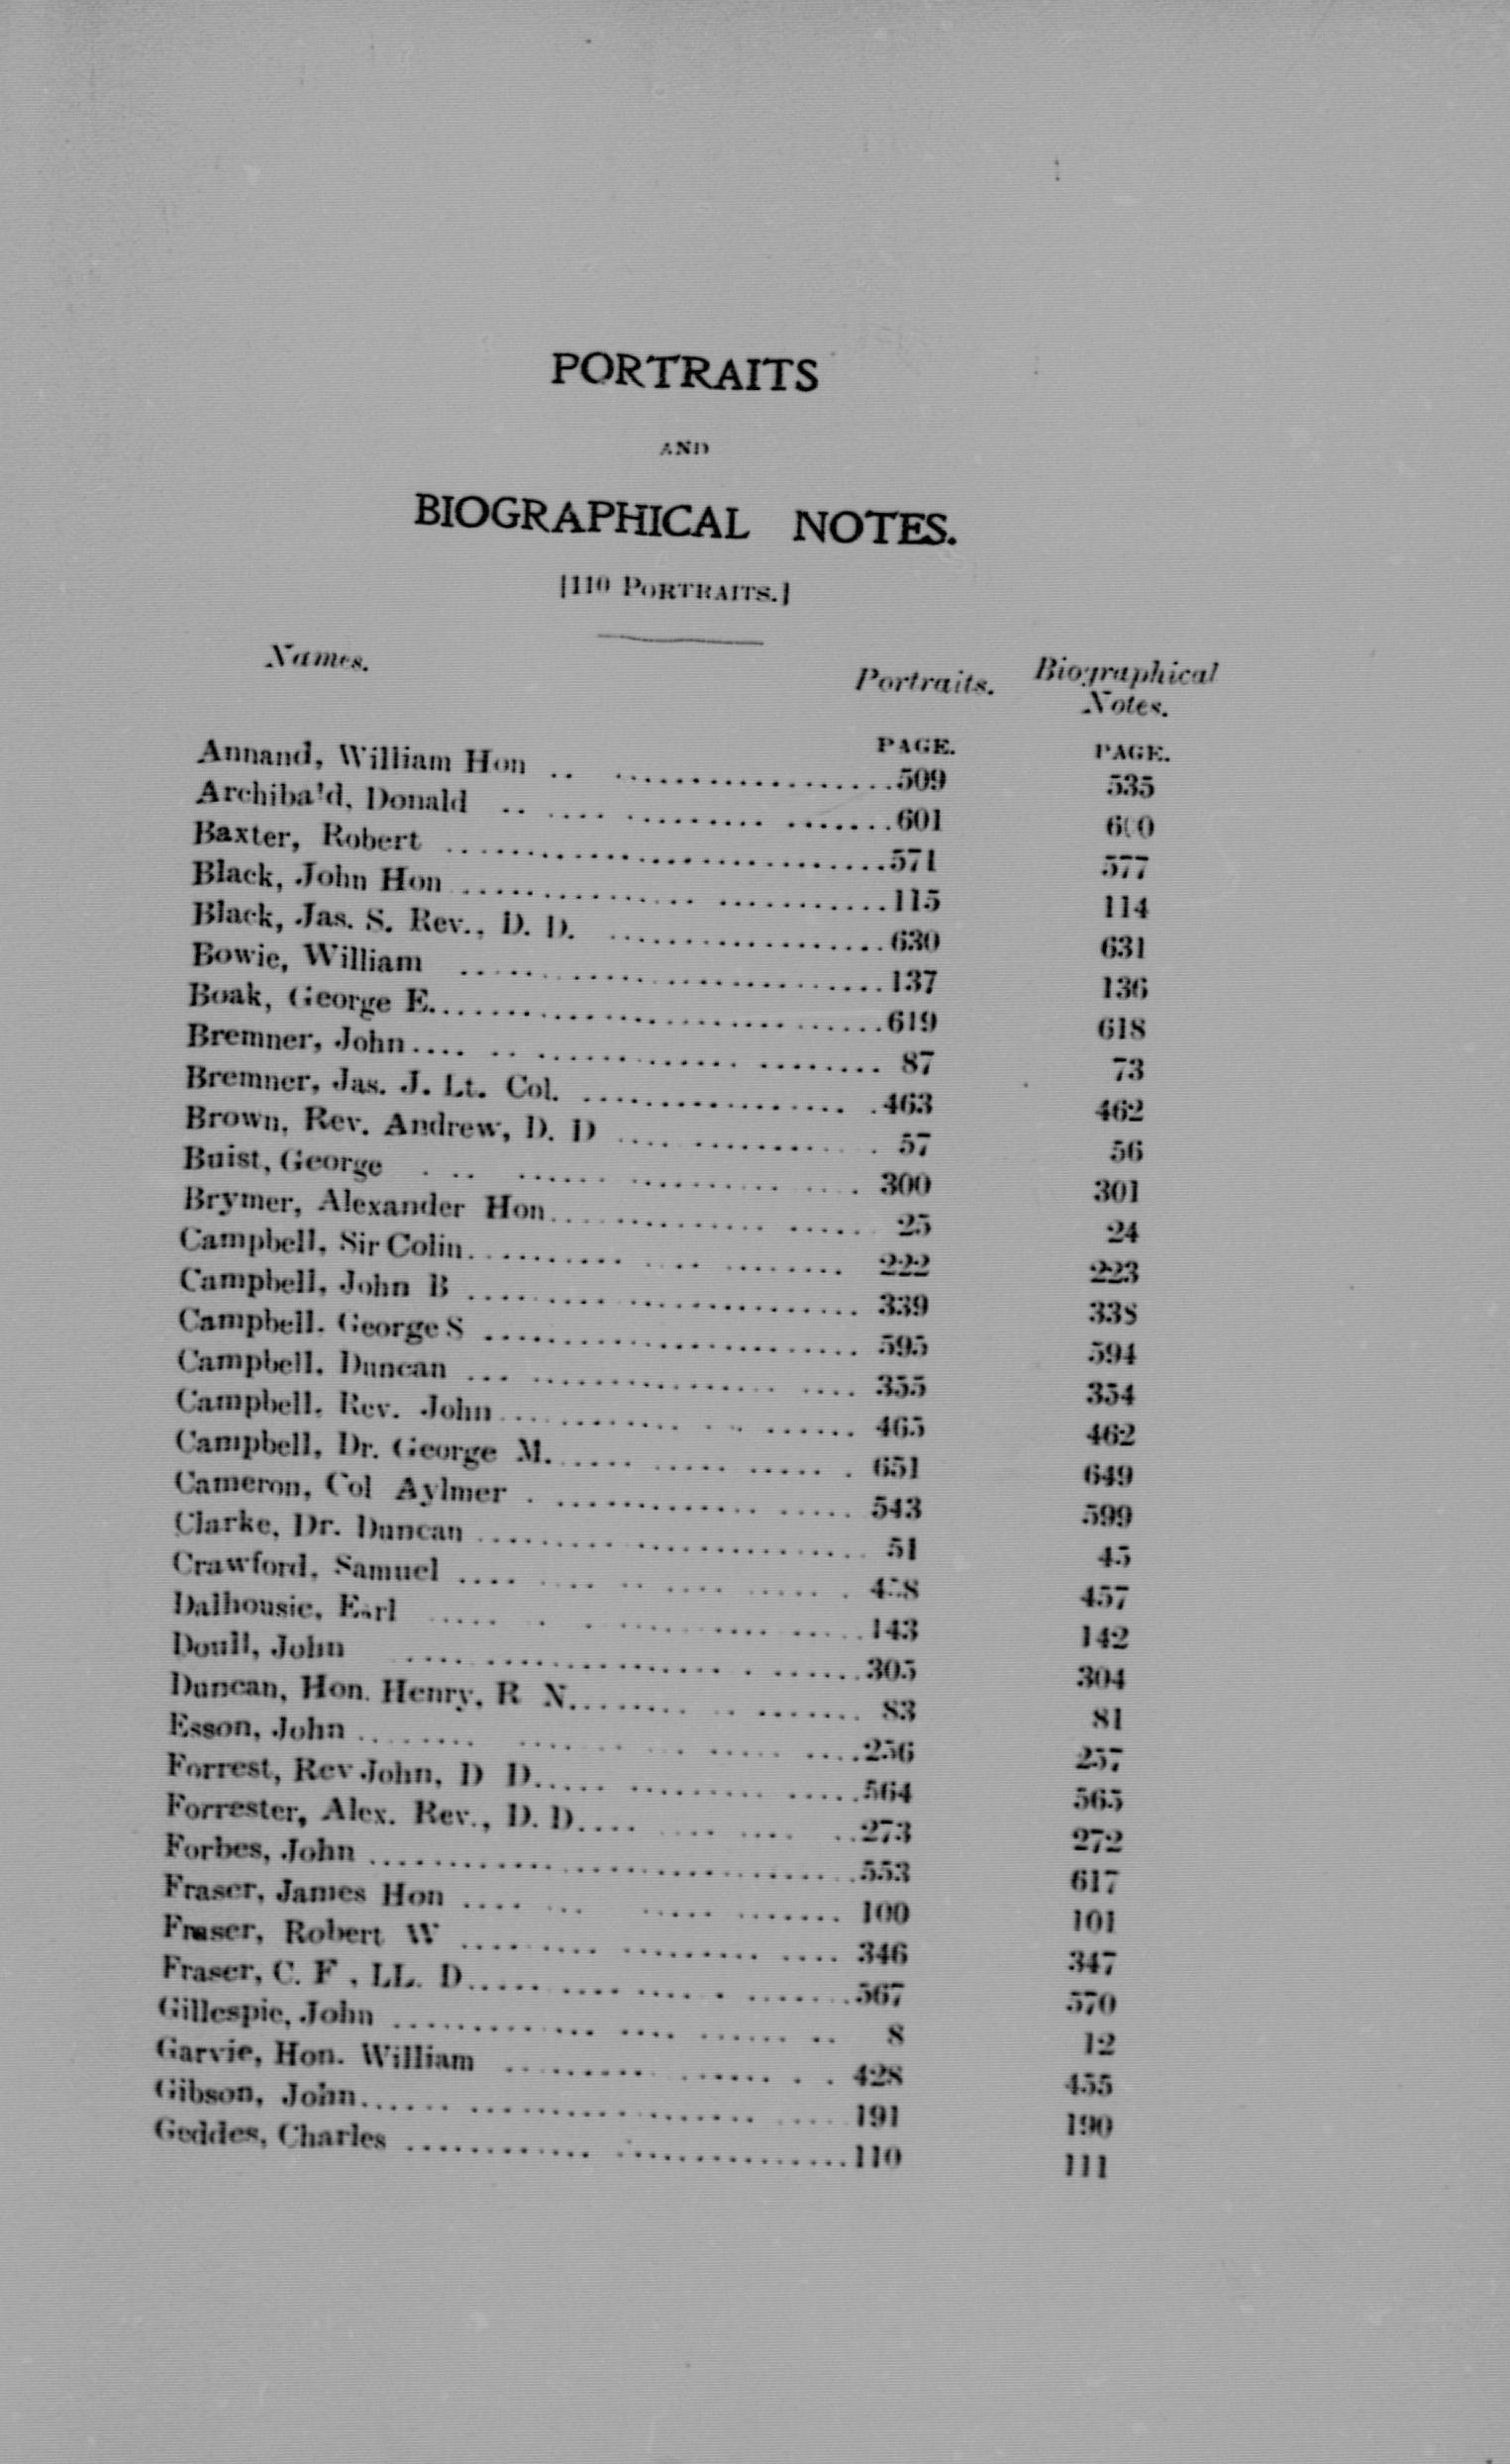 PORTRAITS
AND
BIOGRAPHICAL NOTES.
[110 PORTRAITS.]
Names. Portraits. Biographical Notes.
PAGE. PAGE.
Annand, William Hon .. ....................509 535
Archibald, Donald .. .... ............. .......601 600
Baxter, Robert ..............................571 577
Black, John Hon ................ ...........115 114
Black, Jas. S. Rev., D. D. ...................630 631
Bowie, William .............................137 136
Boak, George E..............................619 618
Bremner, John.... .. ............... ........ 87 73
Bremner, Jas. J. Lt. Col. ................. .463 462
Brown, Rev. Andrew, D. D .... ............ 57 56
Buist, George . .. ...... ........... .... 300 301
Brymer, Alexander Hon.............. ...... 25 24
Campbell, Sir Colin........... .... ........ 222 223
Campbell, John B .......................... 339 338
Campbell. George S ......................... 595 594
Campbell. Duncan ... ................ .... 355 354
Campbell. Rev. John............. .. ...... 465 462
Campbell, Dr. George M...... ..... ..... . 651 649
Cameron, Col Aylmer . ............. ..... 543 599
Clarke, Dr. Duncan ......................... 51 45
Crawford, Samuel .... .... .. .... ..... . 457
Dalhousie, Earl ..... . . ............ .....143 142
Doull, John .... ................ . ......305 304
Duncan, Hon. Henry, R N........ .. ....... 83 81
Esson, John ........ ........ . ..... ....256 257
Forrest, Rev John, D D..... .......... .....564 565
Forrester, Alex. Rev., D. D.... ... .... ..273 272
Forbes, John ................................553 617
Fraser, James Hon .... ... ..... ....... 100 101
Fraser, Robert W ......... ......... .... 346 347
Fraser, C. F , LL. D...... .... .... . .......567 570
Gillespie, John ............. .... ...... .. 8 12
Garvie, Hon. William .......... ...... . . 428 455
Gibson, John...... .................. ....191 190
Geddes, Charles ............ ................110 111